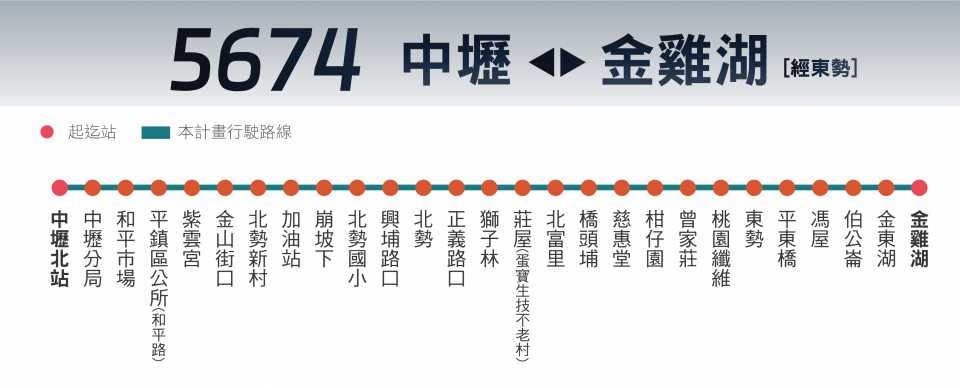 5674 中壢 ◀▶ 金雞湖 [經東勢]
起迄站
本計畫行駛路線
中壢北站
中壢分局
和平市場
平鎮區公所(和平路)
紫雲宮
金山街口
北勢新村
加油站
崩坡下
北勢國小
興埔路口
北勢
正義路口
獅子林
莊屋(蛋寶生技不老村)
北富里
橋頭埔
慈惠堂
柑仔園
曾家莊
桃園纖維
東勢
平東橋
馮屋
伯公崙
金東湖
金雞湖